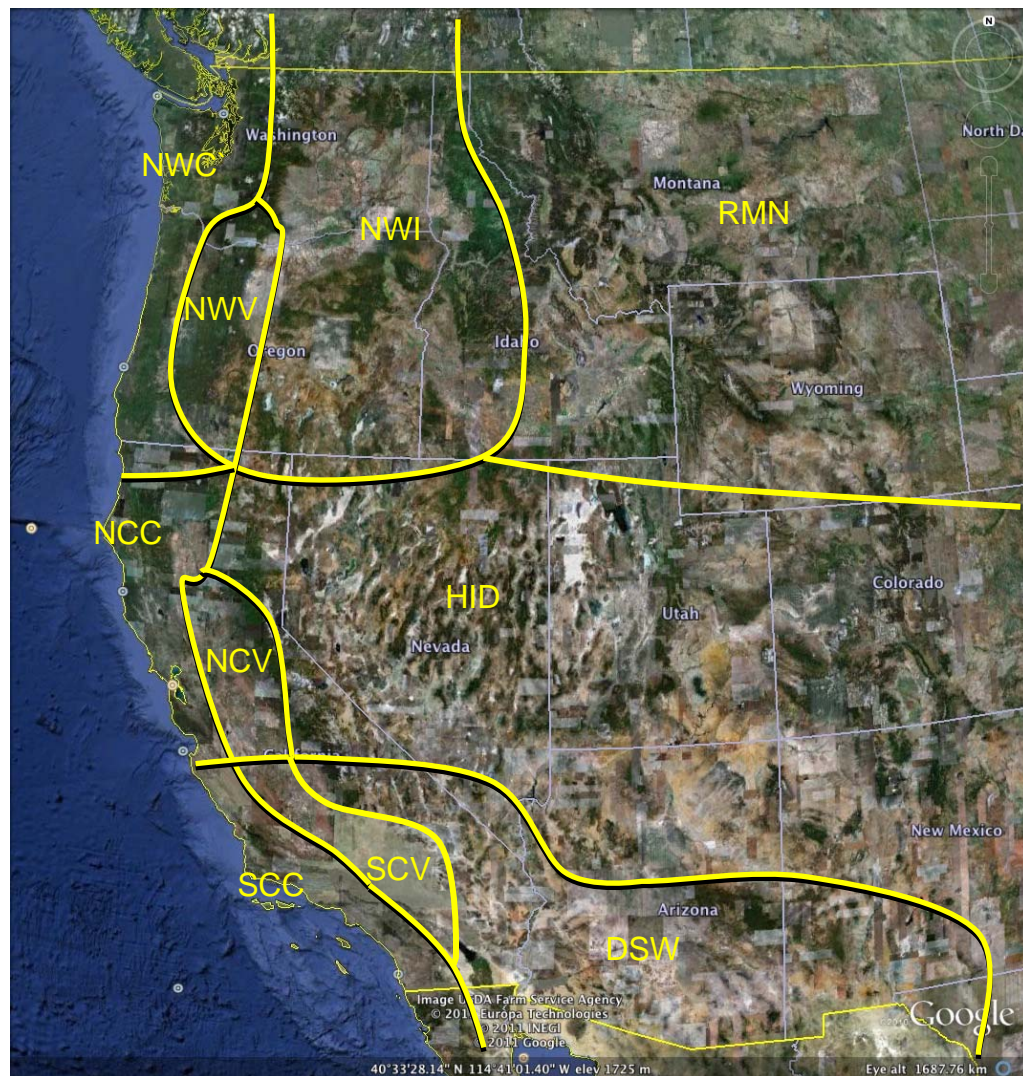 N
Washington
North D
NWC
Montana
RMN
NWI
NWV
Oregon
Idaho
Wyoming
NCC
HID
Colorado
Utah
NCV
Nevada
California
New Mexico
SCV
SCC
Arizona
DSW
Image USDA Farm Service Agency
© 2011 Europa Technologies
© 2011 INEGI
© 2011 Google
Google
40°33'28.14" N 114°41'01.40" W elev 1725 m
Eye alt 1687.76 km